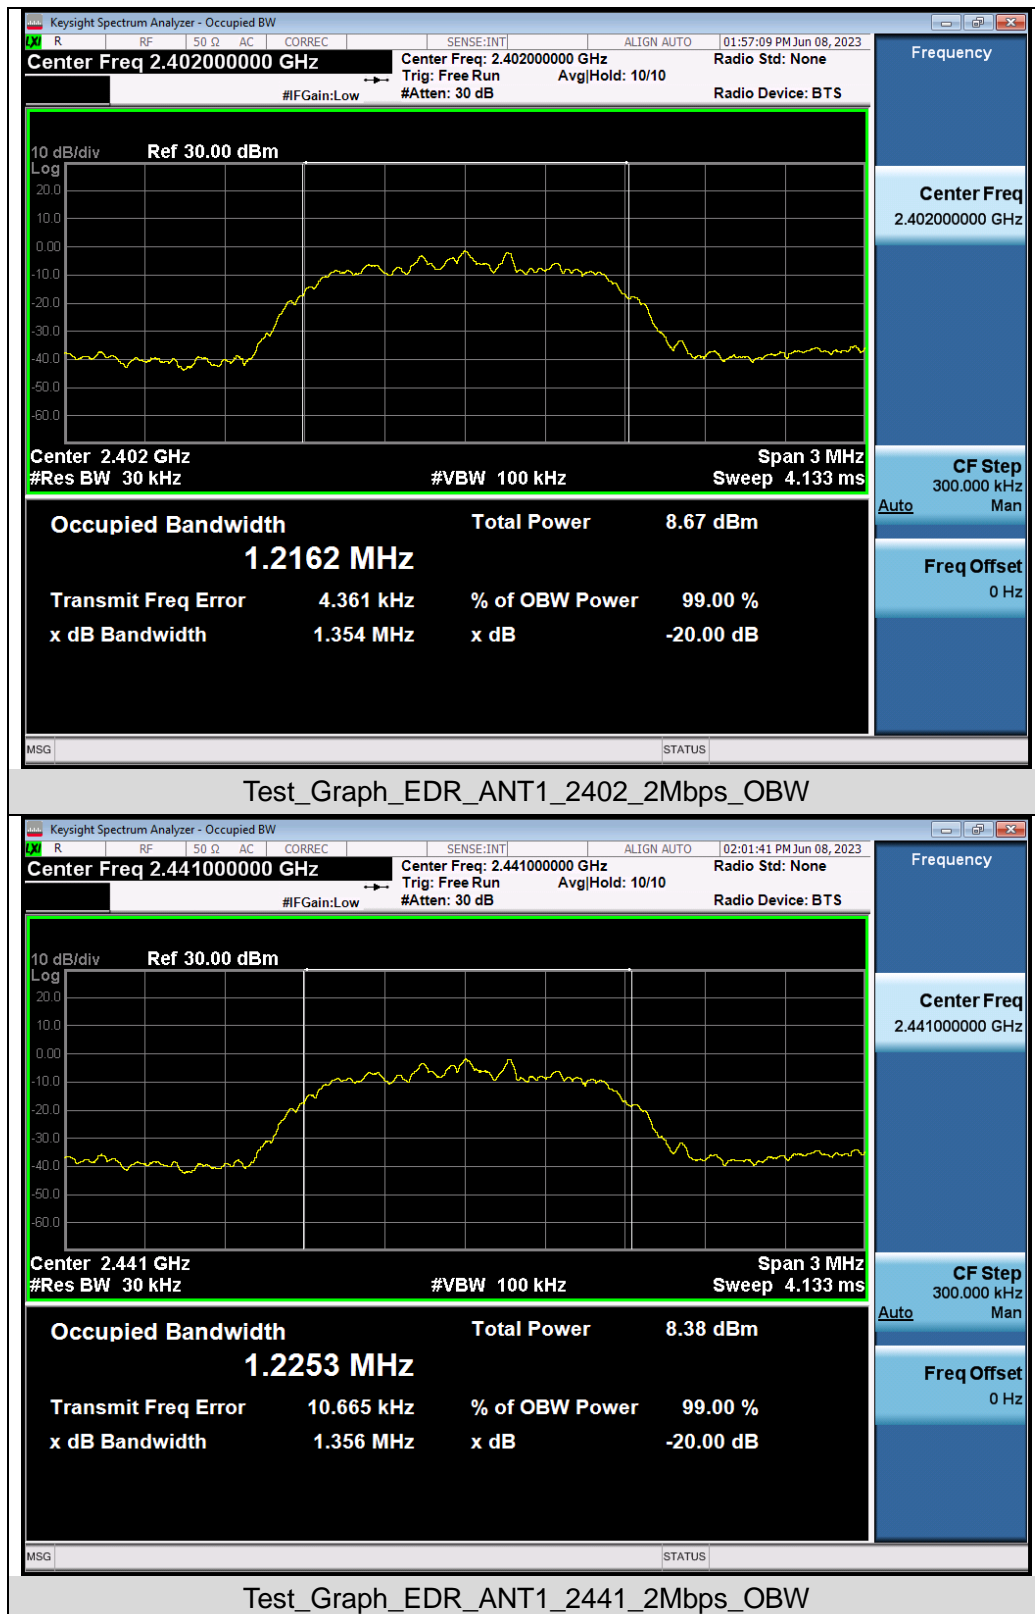 Keysight Spectrum Analyzer - Occupied BW
LXI R RF 50 Ω AC CORREC SENSE:INT ALIGN AUTO 01:57:09 PM Jun 08, 2023
Center Freq 2.402000000 GHz
Center Freq: 2.402000000 GHz
Radio Std: None
Trig: Free Run Avg|Hold: 10/10
#IFGain:Low
#Atten: 30 dB
Radio Device: BTS
Frequency
10 dB/div Ref 30.00 dBm
Log
20.0
10.0
0.00
-10.0
-20.0
-30.0
-40.0
-50.0
-60.0
Center 2.402 GHz Span 3 MHz
#Res BW 30 kHz #VBW 100 kHz Sweep 4.133 ms
Center Freq
2.402000000 GHz
CF Step
300.000 kHz
Auto Man
Freq Offset
0 Hz
Occupied Bandwidth Total Power 8.67 dBm
1.2162 MHz
Transmit Freq Error 4.361 kHz % of OBW Power 99.00 %
x dB Bandwidth 1.354 MHz x dB -20.00 dB
MSG STATUS
Test_Graph_EDR_ANT1_2402_2Mbps_OBW
Keysight Spectrum Analyzer - Occupied BW
LXI R RF 50 Ω AC CORREC SENSE:INT ALIGN AUTO 02:01:41 PM Jun 08, 2023
Center Freq 2.441000000 GHz
Center Freq: 2.441000000 GHz
Radio Std: None
Trig: Free Run Avg|Hold: 10/10
#IFGain:Low
#Atten: 30 dB
Radio Device: BTS
Frequency
10 dB/div Ref 30.00 dBm
Log
20.0
10.0
0.00
-10.0
-20.0
-30.0
-40.0
-50.0
-60.0
Center 2.441 GHz Span 3 MHz
#Res BW 30 kHz #VBW 100 kHz Sweep 4.133 ms
Center Freq
2.441000000 GHz
CF Step
300.000 kHz
Auto Man
Freq Offset
0 Hz
Occupied Bandwidth Total Power 8.38 dBm
1.2253 MHz
Transmit Freq Error 10.665 kHz % of OBW Power 99.00 %
x dB Bandwidth 1.356 MHz x dB -20.00 dB
MSG STATUS
Test_Graph_EDR_ANT1_2441_2Mbps_OBW